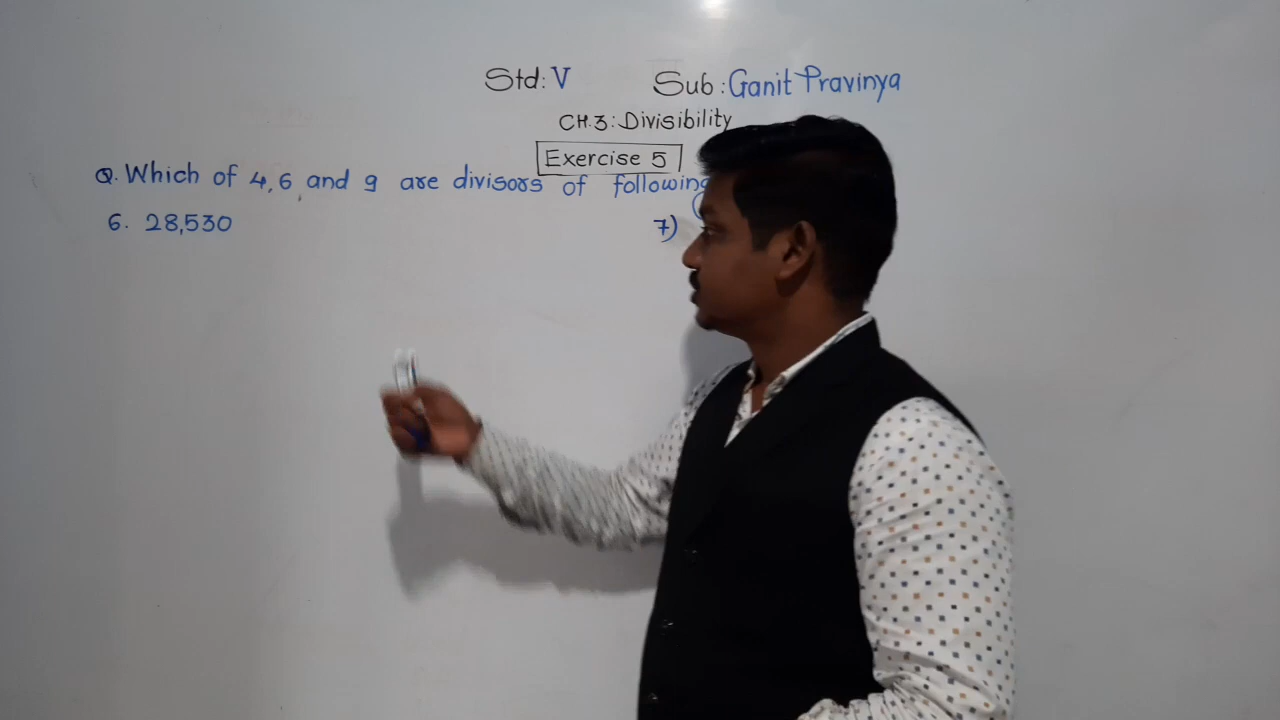 Std: V Sub: Ganit Pravinya
CH.3: Divisibility
Exercise 5
Q. Which of 4, 6, and 9 are divisors of following
6. 28,530 7)